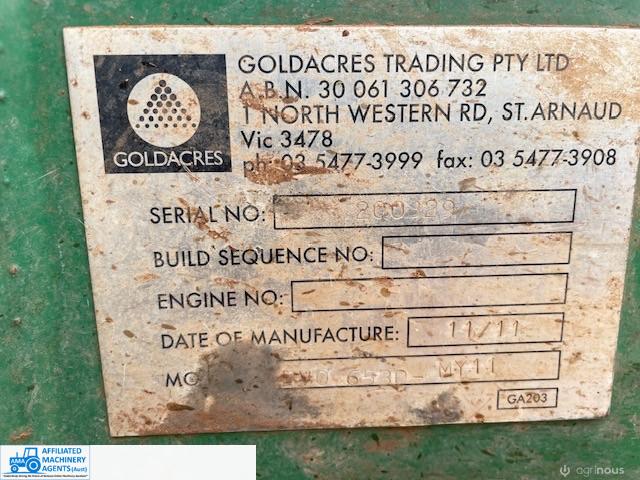 GOLDACRES
GOLDACRES TRADING PTY LTD
A.B.N. 30 061 306 732
1 NORTH WESTERN RD, ST.ARNAUD
Vic 3478
ph: 03 5477-3999 fax: 03 5477-3908
SERIAL NO:
BUILD SEQUENCE NO:
ENGINE NO:
DATE OF MANUFACTURE: 11/11
MY11
GA203
AMA
AFFILIATED
MACHINERY
AGENTS(Aust)
agrinous